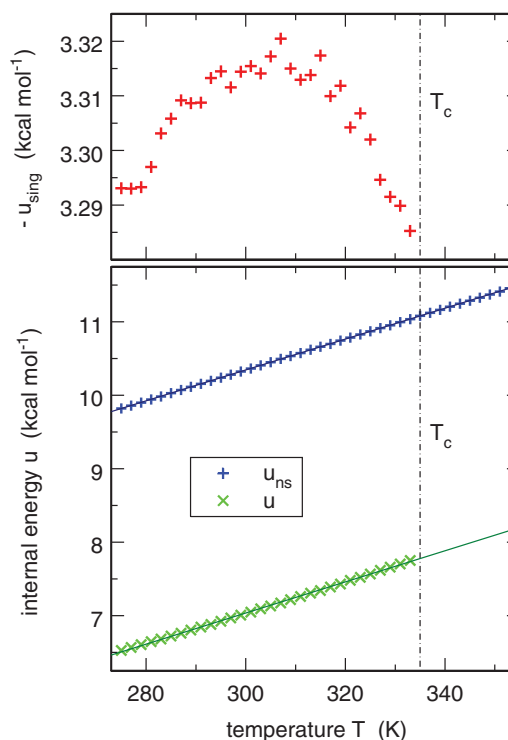 3.32
3.31
3.30
3.29
- u_sing (kcal mol⁻¹)
T_c
11
10
9
8
7
internal energy u (kcal mol⁻¹)
T_c
u_ns
u
280 300 320 340
temperature T (K)